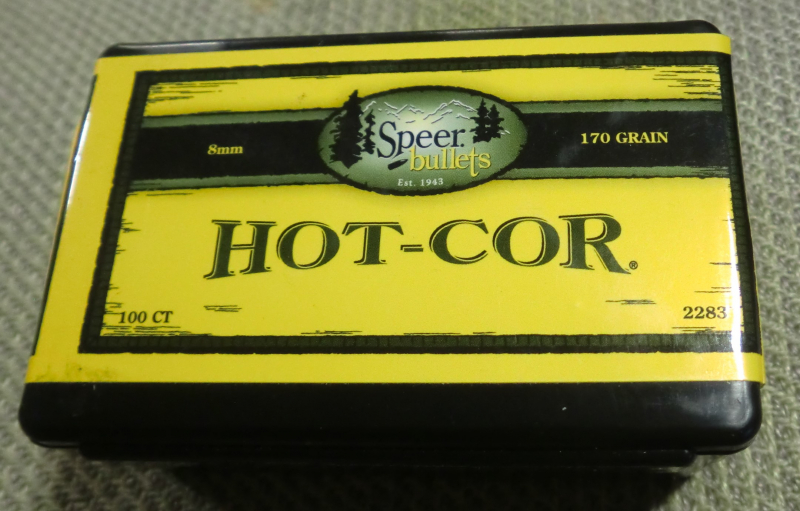 8mm
Speer.
bullets
Est. 1943
170 GRAIN
HOT-COR®
100 CT
2283